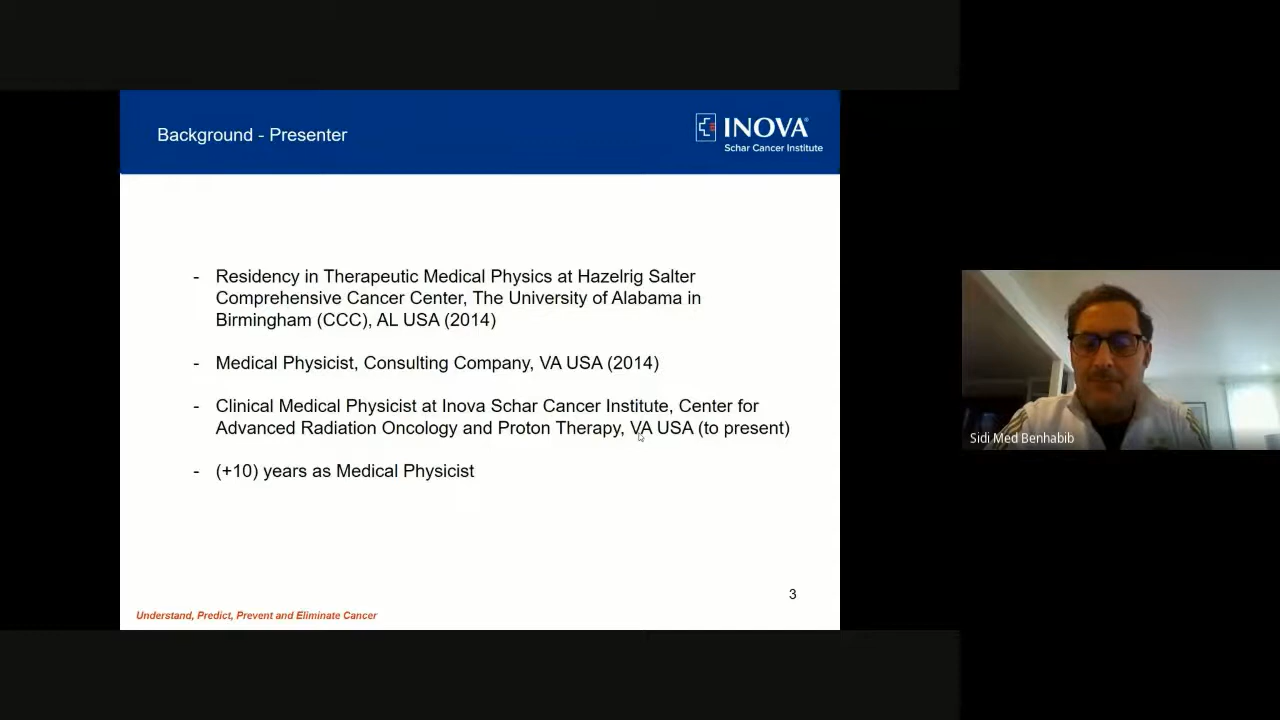 Background - Presenter
INOVA®
Schar Cancer Institute
- Residency in Therapeutic Medical Physics at Hazelrig Salter
Comprehensive Cancer Center, The University of Alabama in
Birmingham (CCC), AL USA (2014)
- Medical Physicist, Consulting Company, VA USA (2014)
- Clinical Medical Physicist at Inova Schar Cancer Institute, Center for
Advanced Radiation Oncology and Proton Therapy, VA USA (to present)
- (+10) years as Medical Physicist
3
Understand, Predict, Prevent and Eliminate Cancer
Sidi Med Benhabib